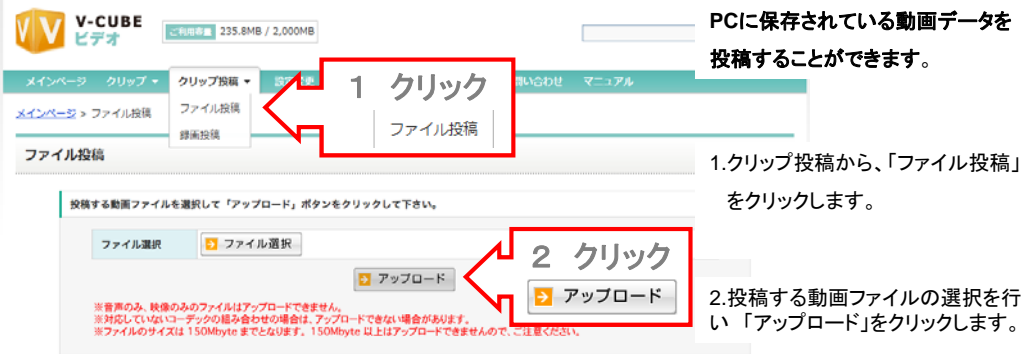 V-CUBE
ビデオ
ご利用容量 235.8MB / 2,000MB
メインページ クリップ クリップ投稿 問い合わせ マニュアル
メインページ > ファイル投稿
ファイル投稿
録画投稿
1 クリック
ファイル投稿
ファイル投稿
投稿する動画ファイルを選択して「アップロード」ボタンをクリックして下さい。
ファイル選択 ファイル選択
アップロード
2 クリック
アップロード
※音声のみ、映像のみのファイルはアップロードできません。
※対応していないコーデックの組み合わせの場合は、アップロードできない場合があります。
※ファイルのサイズは 150Mbyte までとなります。150Mbyte 以上はアップロードできませんので、ご注意ください。
PCに保存されている動画データを
投稿することができます。
1.クリップ投稿から、「ファイル投稿」
をクリックします。
2.投稿する動画ファイルの選択を行
い 「アップロード」をクリックします。